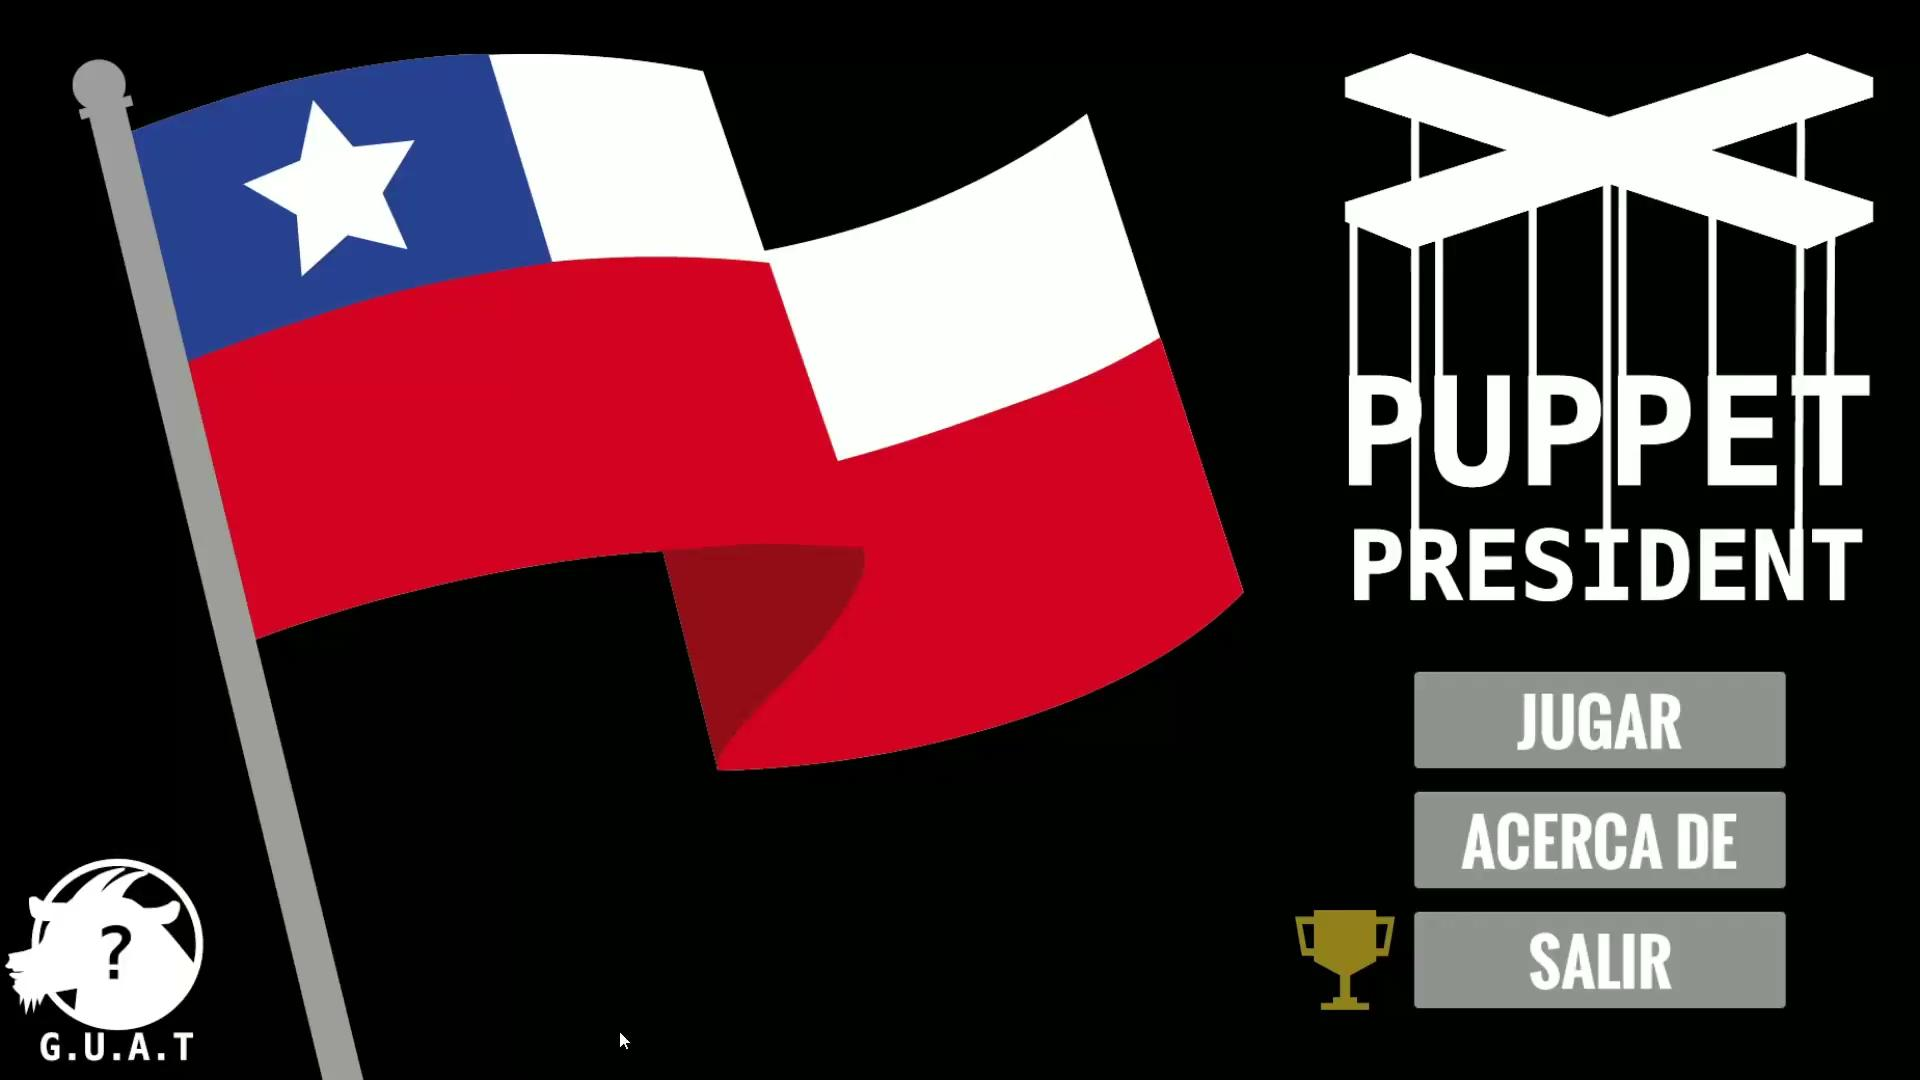 PUPPET
PRESIDENT
JUGAR
ACERCA DE
SALIR
?
G.U.A.T